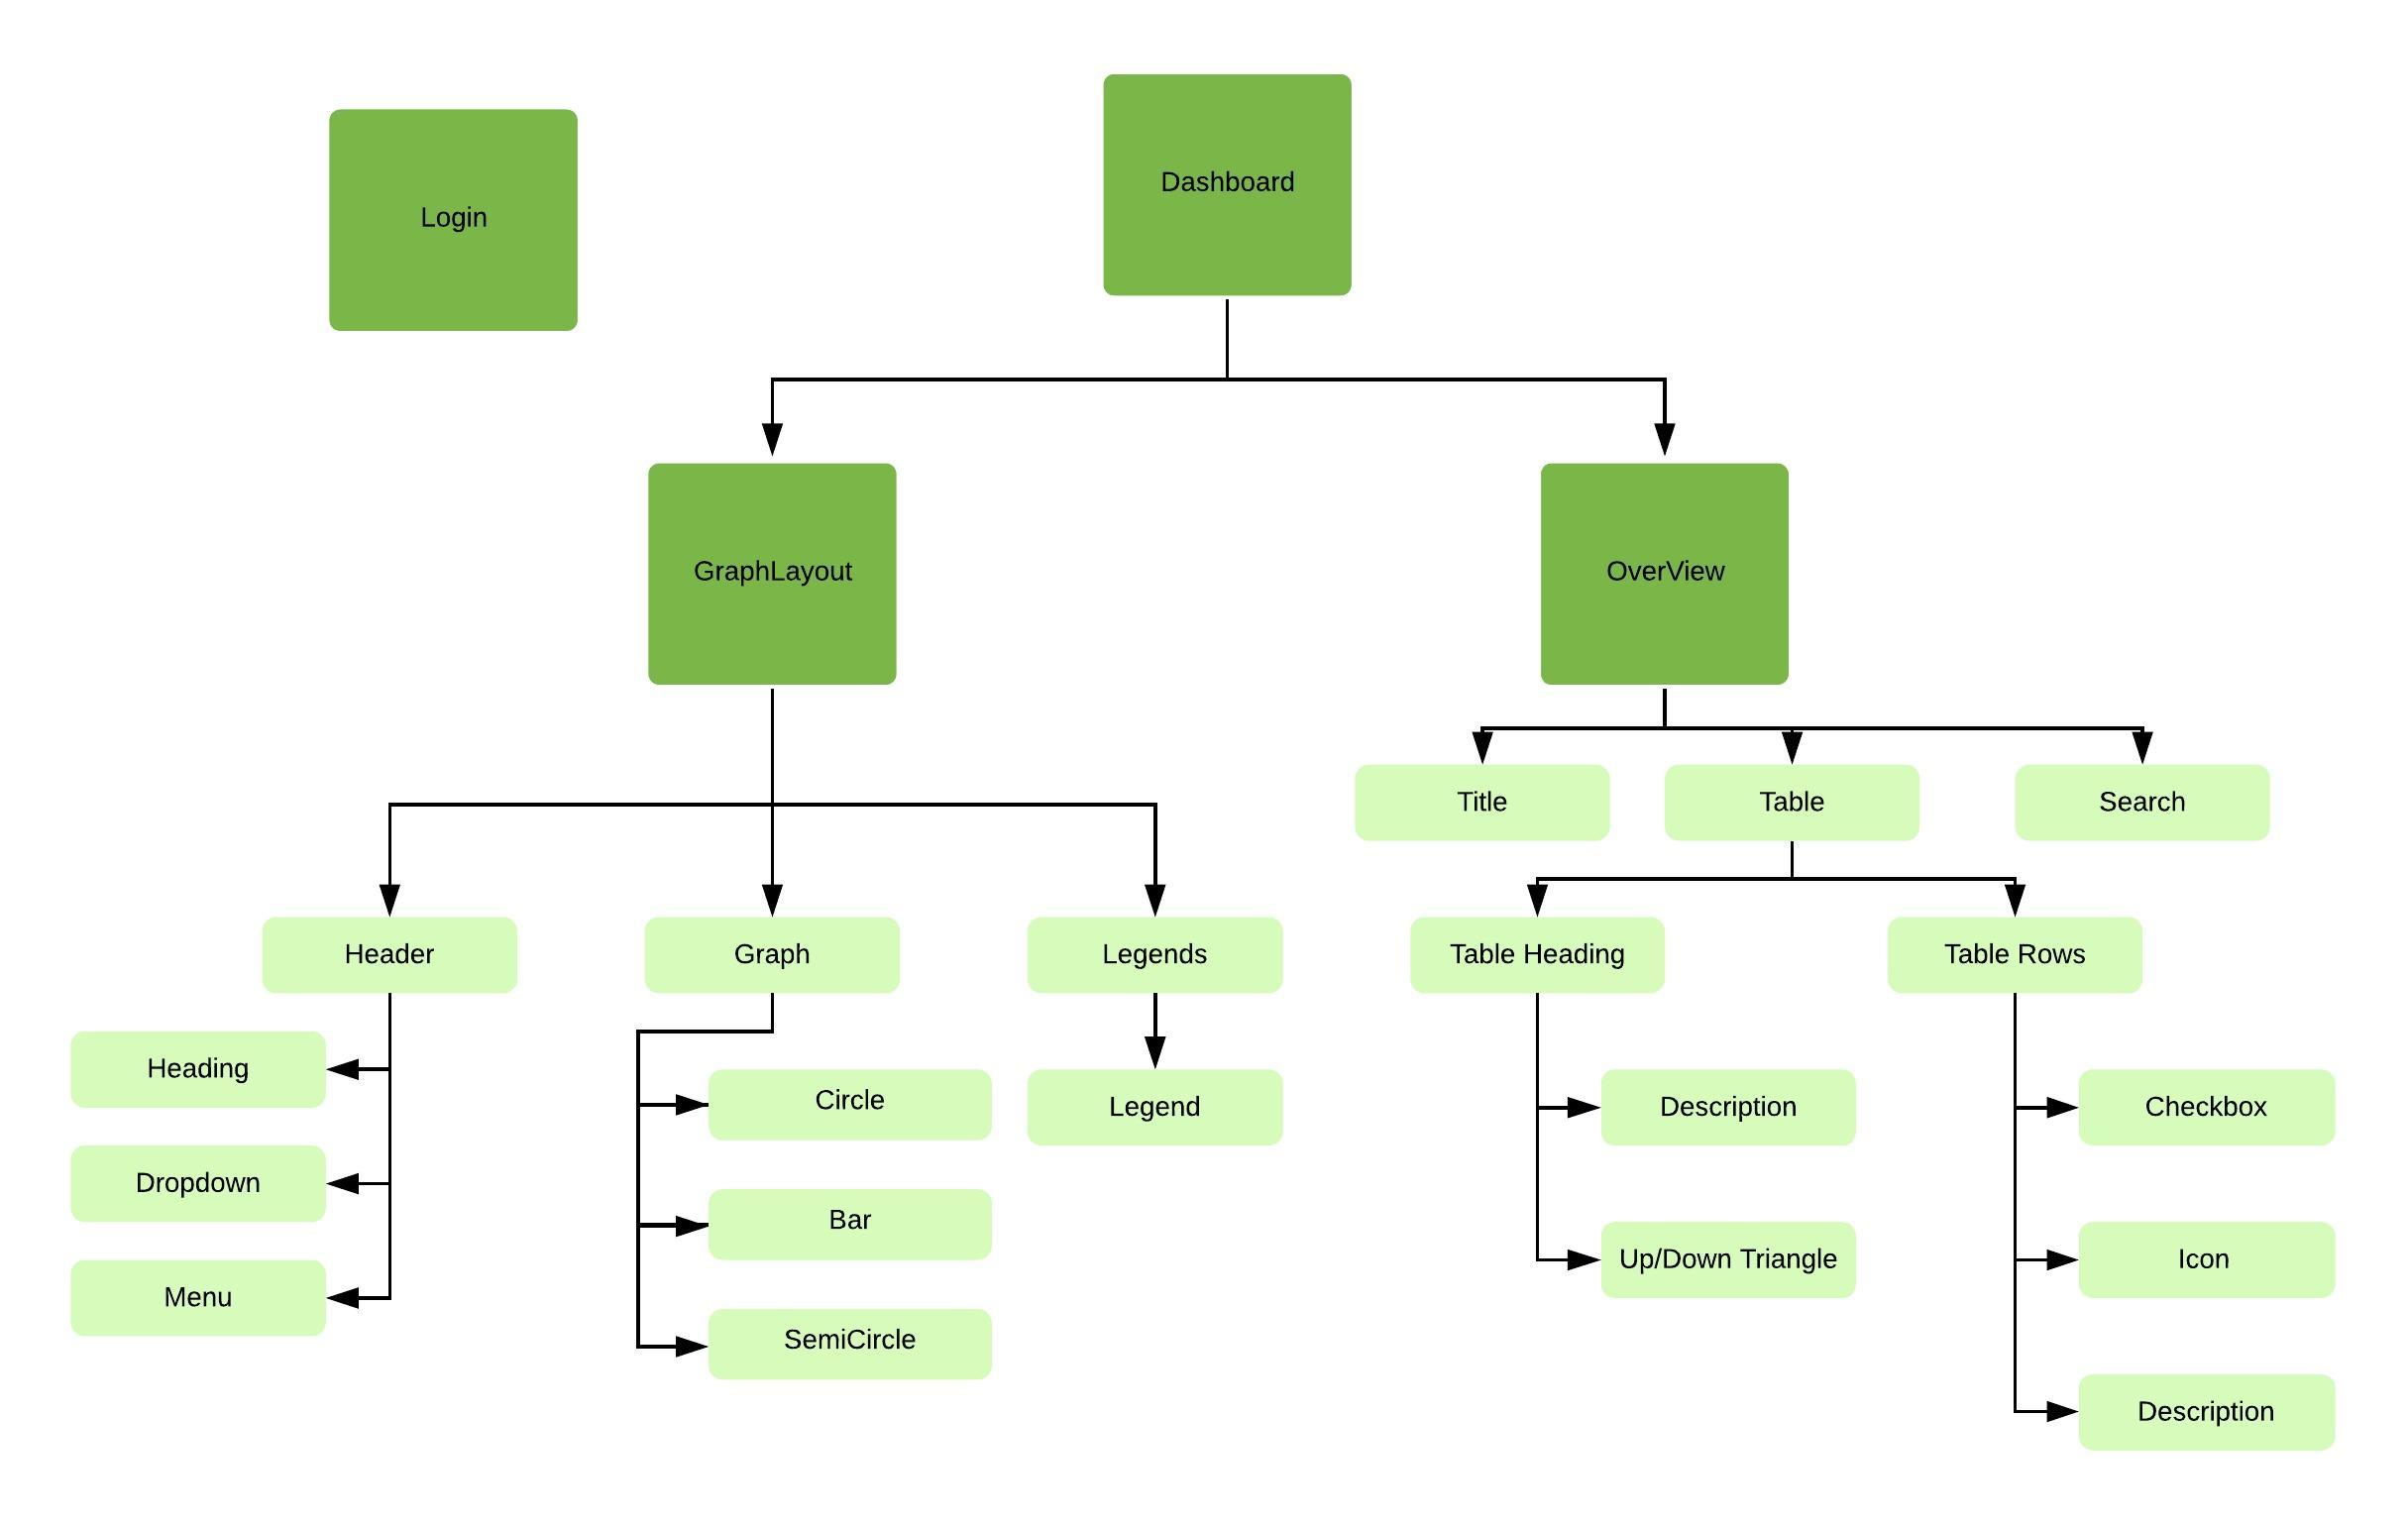 Login
Dashboard
GraphLayout
OverView
Title
Table
Search
Header
Graph
Legends
Table Heading
Table Rows
Heading
Dropdown
Menu
Circle
Bar
SemiCircle
Legend
Description
Up/Down Triangle
Checkbox
Icon
Description